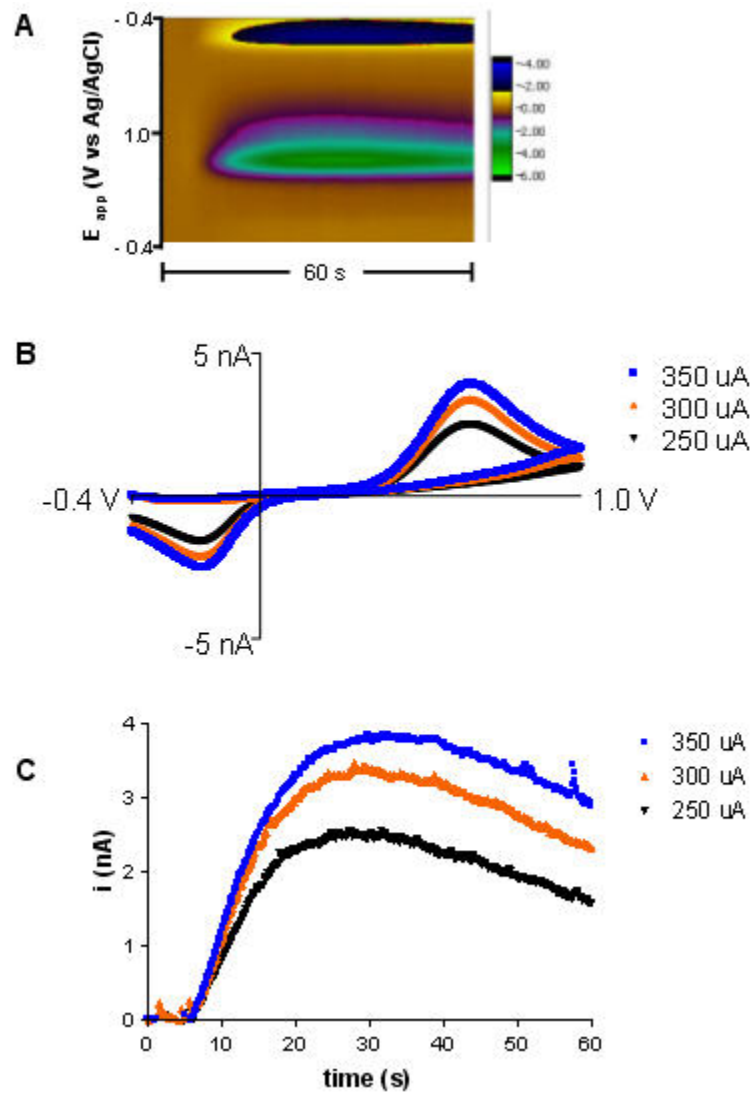 A
- 0.4
1.0
- 0.4
E app (V vs Ag/AgCl)
-4.00
-2.00
0.00
2.00
4.00
6.00
60 s
B
5 nA
-0.4 V
1.0 V
-5 nA
350 uA
300 uA
250 uA
C
4
3
2
1
0
i (nA)
0 10 20 30 40 50 60
time (s)
350 uA
300 uA
250 uA